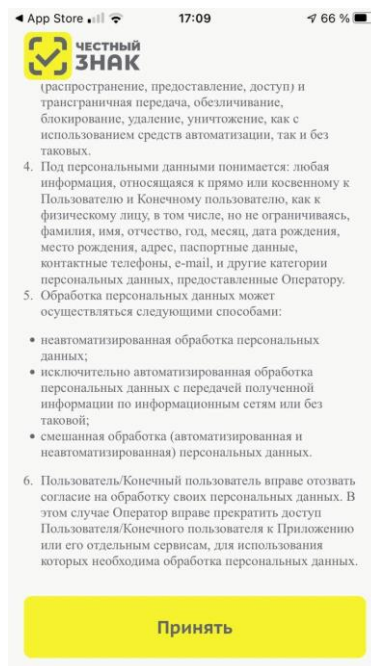 App Store 17:09 66 %
ЧЕСТНЫЙ
ЗНАК
(распространение, предоставление, доступ) и
трансграничная передача, обезличивание,
блокирование, удаление, уничтожение, как с
использованием средств автоматизации, так и без
таковых.
4. Под персональными данными понимается: любая
информация, относящаяся к прямо или косвенному к
Пользователю и Конечному пользователю, как к
физическому лицу, в том числе, но не ограничиваясь,
фамилия, имя, отчество, год, месяц, дата рождения,
место рождения, адрес, паспортные данные,
контактные телефоны, e-mail, и другие категории
персональных данных, предоставленные Оператору.
5. Обработка персональных данных может
осуществляться следующими способами:
• неавтоматизированная обработка персональных
данных;
• исключительно автоматизированная обработка
персональных данных с передачей полученной
информации по информационным сетям или без
таковой;
• смешанная обработка (автоматизированная и
неавтоматизированная) персональных данных.
6. Пользователь/Конечный пользователь вправе отозвать
согласие на обработку своих персональных данных. В
этом случае Оператор вправе прекратить доступ
Пользователя/Конечного пользователя к Приложению
или его отдельным сервисам, для использования
которых необходима обработка персональных данных.
Принять